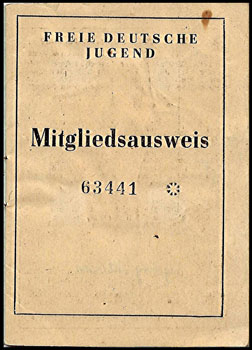 FREIE DEUTSCHE
JUGEND
Mitgliedsausweis
63441